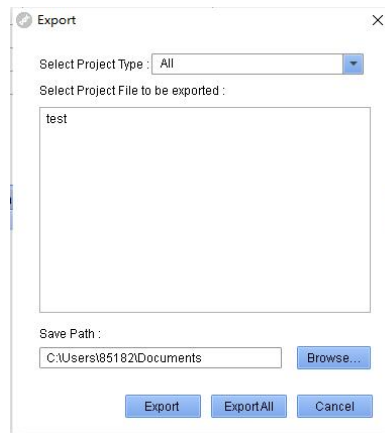 Export
Select Project Type : All
Select Project File to be exported :
test
Save Path :
C:\Users\85182\Documents
Browse...
Export
ExportAll
Cancel